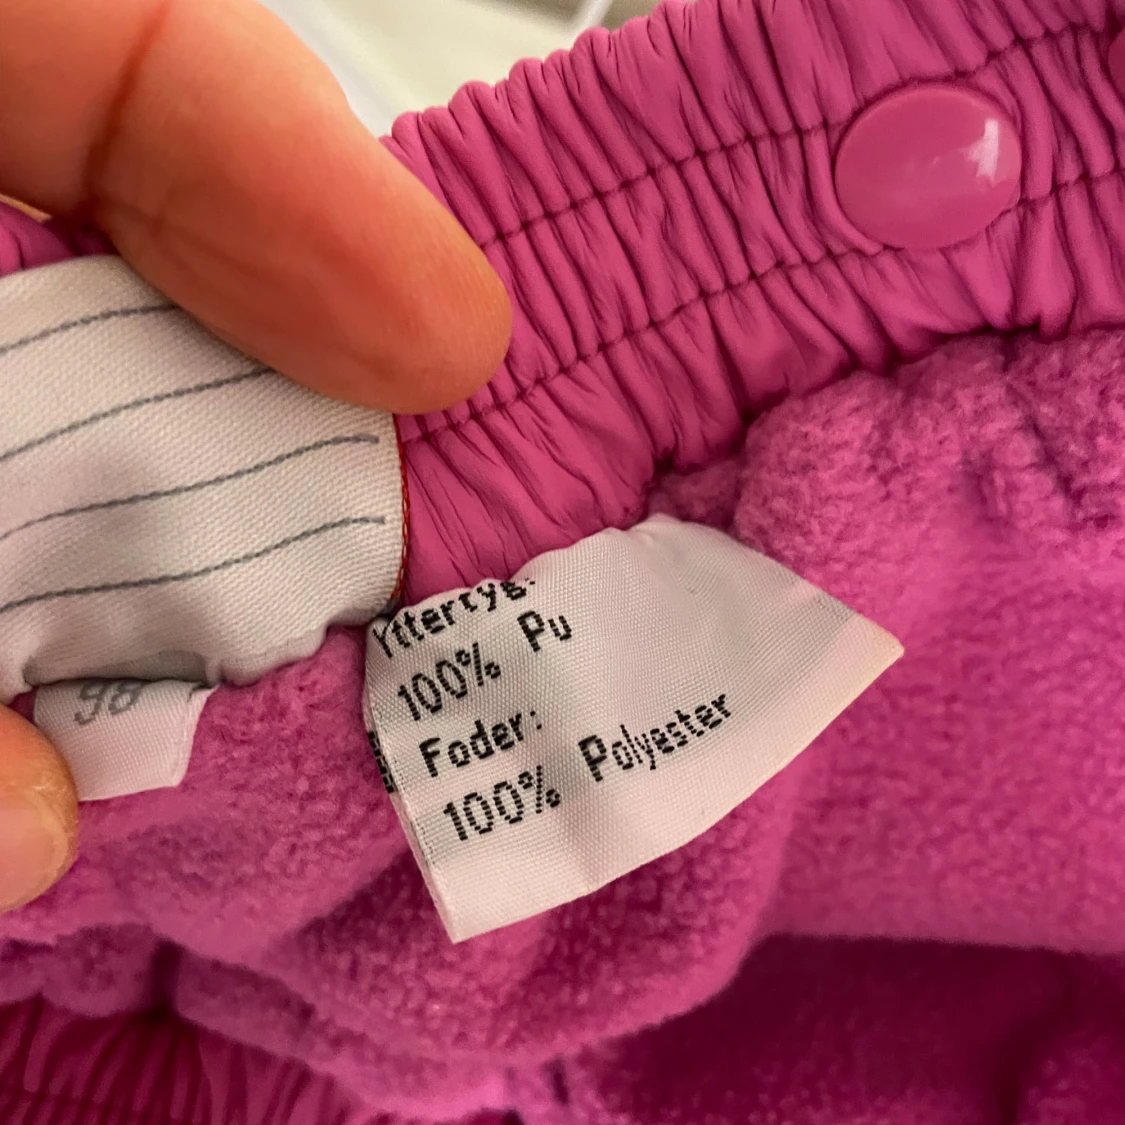 98
Yttertyg:
100% Pu
Foder:
100% Polyester